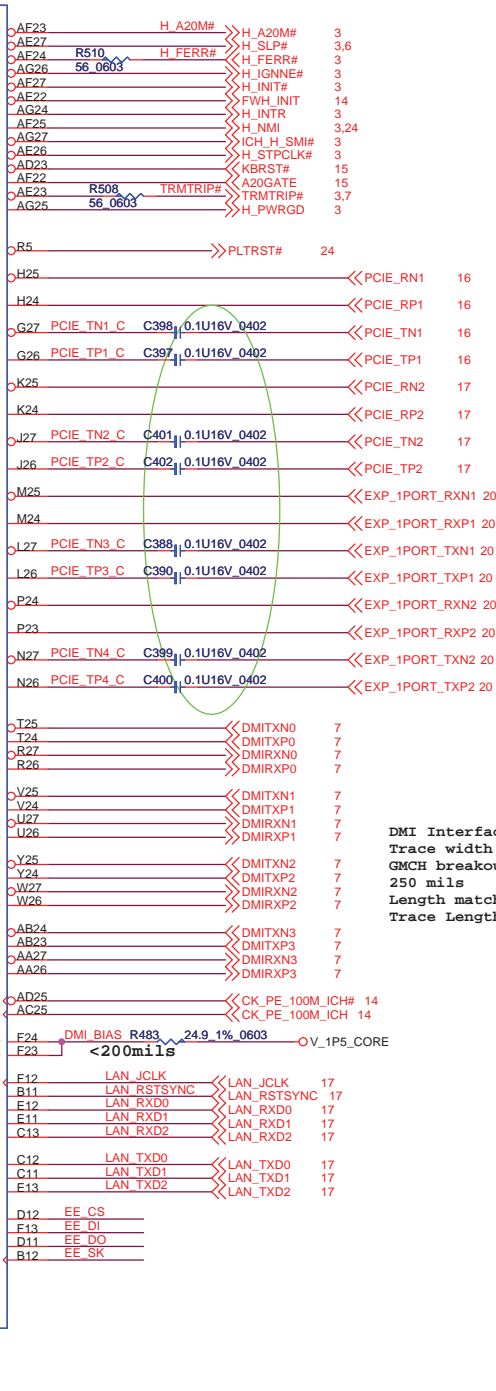 AF23 H_A20M# H_A20M# 3
AE27 H_SLP# 3,6
AF24 R510 56_0603 H_FERR# H_FERR# 3
AG26 H_IGNNE# 3
AF27 H_INIT# 3
AE22 FWH_INIT 14
AG24 H_INTR 3
AF25 H_NMI 3,24
AG27 ICH_H_SMI# 3
AE26 H_STPCLK# 3
AD23 KBRST# 15
AF22 A20GATE 15
AE23 R508 56_0603 TRMTRIP# TRMTRIP# 3,7
AG25 H_PWRGD 3
R5 PLTRST# 24
H25 PCIE_RN1 16
H24 PCIE_RP1 16
G27 PCIE_TN1_C C398 0.1U16V_0402 PCIE_TN1 16
G26 PCIE_TP1_C C397 0.1U16V_0402 PCIE_TP1 16
K25 PCIE_RN2 17
K24 PCIE_RP2 17
J27 PCIE_TN2_C C401 0.1U16V_0402 PCIE_TN2 17
J26 PCIE_TP2_C C402 0.1U16V_0402 PCIE_TP2 17
M25 EXP_1PORT_RXN1 20
M24 EXP_1PORT_RXP1 20
L27 PCIE_TN3_C C388 0.1U16V_0402 EXP_1PORT_TXN1 20
L26 PCIE_TP3_C C390 0.1U16V_0402 EXP_1PORT_TXP1 20
P24 EXP_1PORT_RXN2 20
P23 EXP_1PORT_RXP2 20
N27 PCIE_TN4_C C399 0.1U16V_0402 EXP_1PORT_TXN2 20
N26 PCIE_TP4_C C400 0.1U16V_0402 EXP_1PORT_TXP2 20
T25 DMITXN0 7
T24 DMITXP0 7
R27 DMIRXN0 7
R26 DMIRXP0 7
V25 DMITXN1 7
V24 DMITXP1 7
U27 DMIRXN1 7
U26 DMIRXP1 7
Y25 DMITXN2 7
Y24 DMITXP2 7
W27 DMIRXN2 7
W26 DMIRXP2 7
AB24 DMITXN3 7
AB23 DMITXP3 7
AA27 DMIRXN3 7
AA26 DMIRXP3 7
DMI Interfac
Trace width
GMCH breakou
250 mils
Length match
Trace Length
AD25 CK_PE_100M_ICH# 14
AC25 CK_PE_100M_ICH 14
F24 DMI_BIAS R483 24.9_1%_0603 V_1P5_CORE
F23 <200mils
F12 LAN_JCLK LAN_JCLK 17
B11 LAN_RSTSYNC LAN_RSTSYNC 17
E12 LAN_RXD0 LAN_RXD0 17
E11 LAN_RXD1 LAN_RXD1 17
C13 LAN_RXD2 LAN_RXD2 17
C12 LAN_TXD0 LAN_TXD0 17
C11 LAN_TXD1 LAN_TXD1 17
E13 LAN_TXD2 LAN_TXD2 17
D12 EE_CS
F13 EE_DI
D11 EE_DO
B12 EE_SK